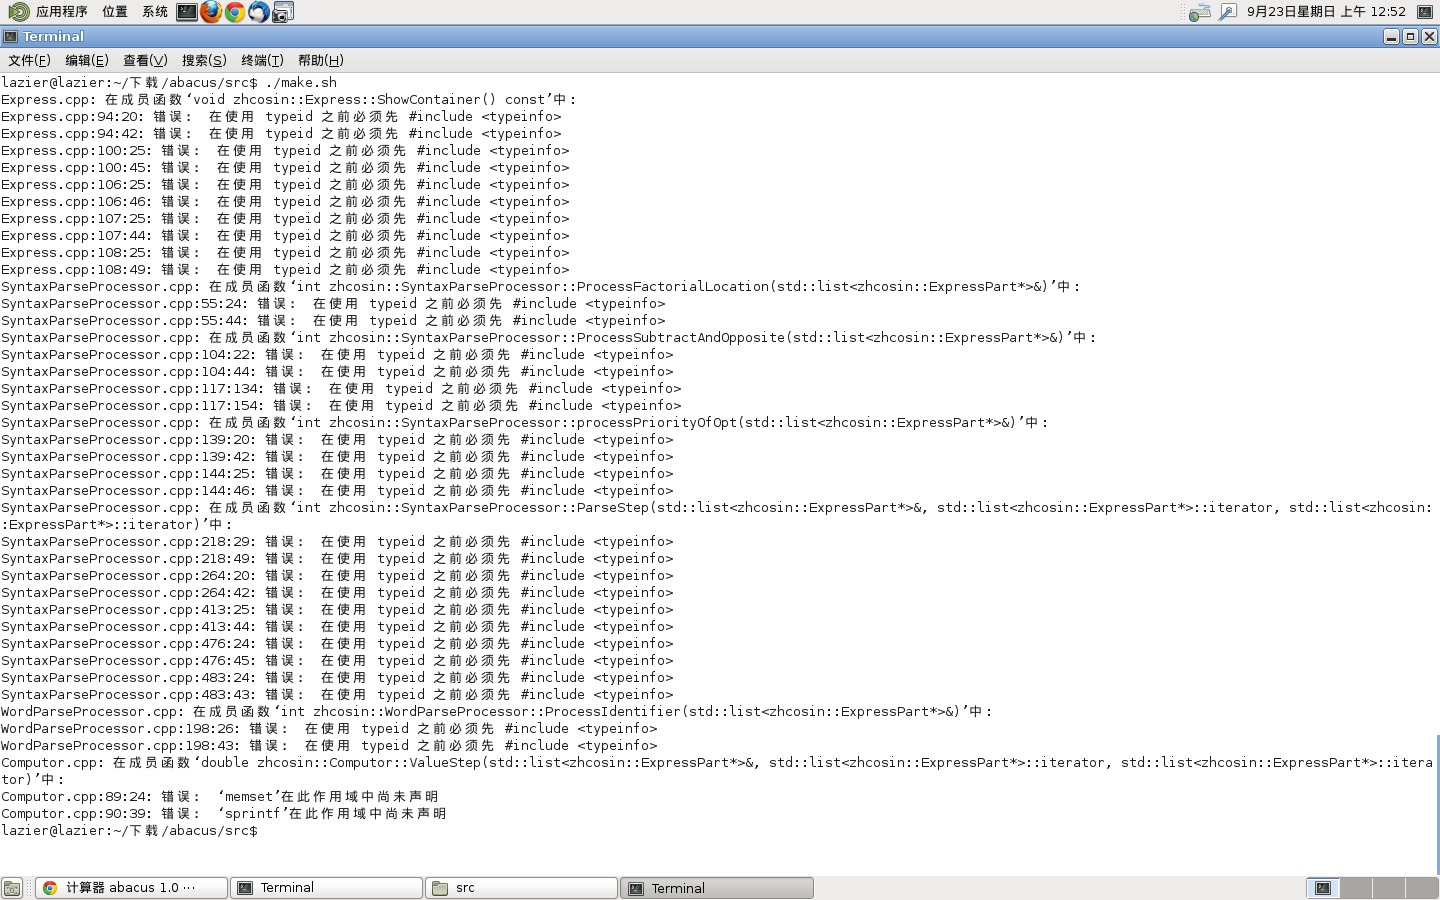 应用程序 位置 系统 9月23日星期日 上午 12:52
Terminal
文件(F) 编辑(E) 查看(V) 搜索(S) 终端(T) 帮助(H)
lazier@lazier:~/下载/abacus/src$ ./make.sh
Express.cpp: 在成员函数‘void zhcosin::Express::ShowContainer() const’中:
Express.cpp:94:20: 错误: 在使用 typeid 之前必须先 #include <typeinfo>
Express.cpp:94:42: 错误: 在使用 typeid 之前必须先 #include <typeinfo>
Express.cpp:100:25: 错误: 在使用 typeid 之前必须先 #include <typeinfo>
Express.cpp:100:45: 错误: 在使用 typeid 之前必须先 #include <typeinfo>
Express.cpp:106:25: 错误: 在使用 typeid 之前必须先 #include <typeinfo>
Express.cpp:106:46: 错误: 在使用 typeid 之前必须先 #include <typeinfo>
Express.cpp:107:25: 错误: 在使用 typeid 之前必须先 #include <typeinfo>
Express.cpp:107:44: 错误: 在使用 typeid 之前必须先 #include <typeinfo>
Express.cpp:108:25: 错误: 在使用 typeid 之前必须先 #include <typeinfo>
Express.cpp:108:49: 错误: 在使用 typeid 之前必须先 #include <typeinfo>
SyntaxParseProcessor.cpp: 在成员函数‘int zhcosin::SyntaxParseProcessor::ProcessFactorialLocation(std::list<zhcosin::ExpressPart*>&)’中:
SyntaxParseProcessor.cpp:55:24: 错误: 在使用 typeid 之前必须先 #include <typeinfo>
SyntaxParseProcessor.cpp:55:44: 错误: 在使用 typeid 之前必须先 #include <typeinfo>
SyntaxParseProcessor.cpp: 在成员函数‘int zhcosin::SyntaxParseProcessor::ProcessSubtractAndOpposite(std::list<zhcosin::ExpressPart*>&)’中:
SyntaxParseProcessor.cpp:104:22: 错误: 在使用 typeid 之前必须先 #include <typeinfo>
SyntaxParseProcessor.cpp:104:44: 错误: 在使用 typeid 之前必须先 #include <typeinfo>
SyntaxParseProcessor.cpp:117:134: 错误: 在使用 typeid 之前必须先 #include <typeinfo>
SyntaxParseProcessor.cpp:117:154: 错误: 在使用 typeid 之前必须先 #include <typeinfo>
SyntaxParseProcessor.cpp: 在成员函数‘int zhcosin::SyntaxParseProcessor::processPriorityOfOpt(std::list<zhcosin::ExpressPart*>&)’中:
SyntaxParseProcessor.cpp:139:20: 错误: 在使用 typeid 之前必须先 #include <typeinfo>
SyntaxParseProcessor.cpp:139:42: 错误: 在使用 typeid 之前必须先 #include <typeinfo>
SyntaxParseProcessor.cpp:144:25: 错误: 在使用 typeid 之前必须先 #include <typeinfo>
SyntaxParseProcessor.cpp:144:46: 错误: 在使用 typeid 之前必须先 #include <typeinfo>
SyntaxParseProcessor.cpp: 在成员函数‘int zhcosin::SyntaxParseProcessor::ParseStep(std::list<zhcosin::ExpressPart*>&, std::list<zhcosin::ExpressPart*>::iterator, std::list<zhcosin:
:ExpressPart*>::iterator)’中:
SyntaxParseProcessor.cpp:218:29: 错误: 在使用 typeid 之前必须先 #include <typeinfo>
SyntaxParseProcessor.cpp:218:49: 错误: 在使用 typeid 之前必须先 #include <typeinfo>
SyntaxParseProcessor.cpp:264:20: 错误: 在使用 typeid 之前必须先 #include <typeinfo>
SyntaxParseProcessor.cpp:264:42: 错误: 在使用 typeid 之前必须先 #include <typeinfo>
SyntaxParseProcessor.cpp:413:25: 错误: 在使用 typeid 之前必须先 #include <typeinfo>
SyntaxParseProcessor.cpp:413:44: 错误: 在使用 typeid 之前必须先 #include <typeinfo>
SyntaxParseProcessor.cpp:476:24: 错误: 在使用 typeid 之前必须先 #include <typeinfo>
SyntaxParseProcessor.cpp:476:45: 错误: 在使用 typeid 之前必须先 #include <typeinfo>
SyntaxParseProcessor.cpp:483:24: 错误: 在使用 typeid 之前必须先 #include <typeinfo>
SyntaxParseProcessor.cpp:483:43: 错误: 在使用 typeid 之前必须先 #include <typeinfo>
WordParseProcessor.cpp: 在成员函数‘int zhcosin::WordParseProcessor::ProcessIdentifier(std::list<zhcosin::ExpressPart*>&)’中:
WordParseProcessor.cpp:198:26: 错误: 在使用 typeid 之前必须先 #include <typeinfo>
WordParseProcessor.cpp:198:43: 错误: 在使用 typeid 之前必须先 #include <typeinfo>
Computor.cpp: 在成员函数‘double zhcosin::Computor::ValueStep(std::list<zhcosin::ExpressPart*>&, std::list<zhcosin::ExpressPart*>::iterator, std::list<zhcosin::ExpressPart*>::itera
tor)’中:
Computor.cpp:89:24: 错误: ‘memset’在此作用域中尚未声明
Computor.cpp:90:39: 错误: ‘sprintf’在此作用域中尚未声明
lazier@lazier:~/下载/abacus/src$
计算器 abacus 1.0 ··· Terminal src Terminal